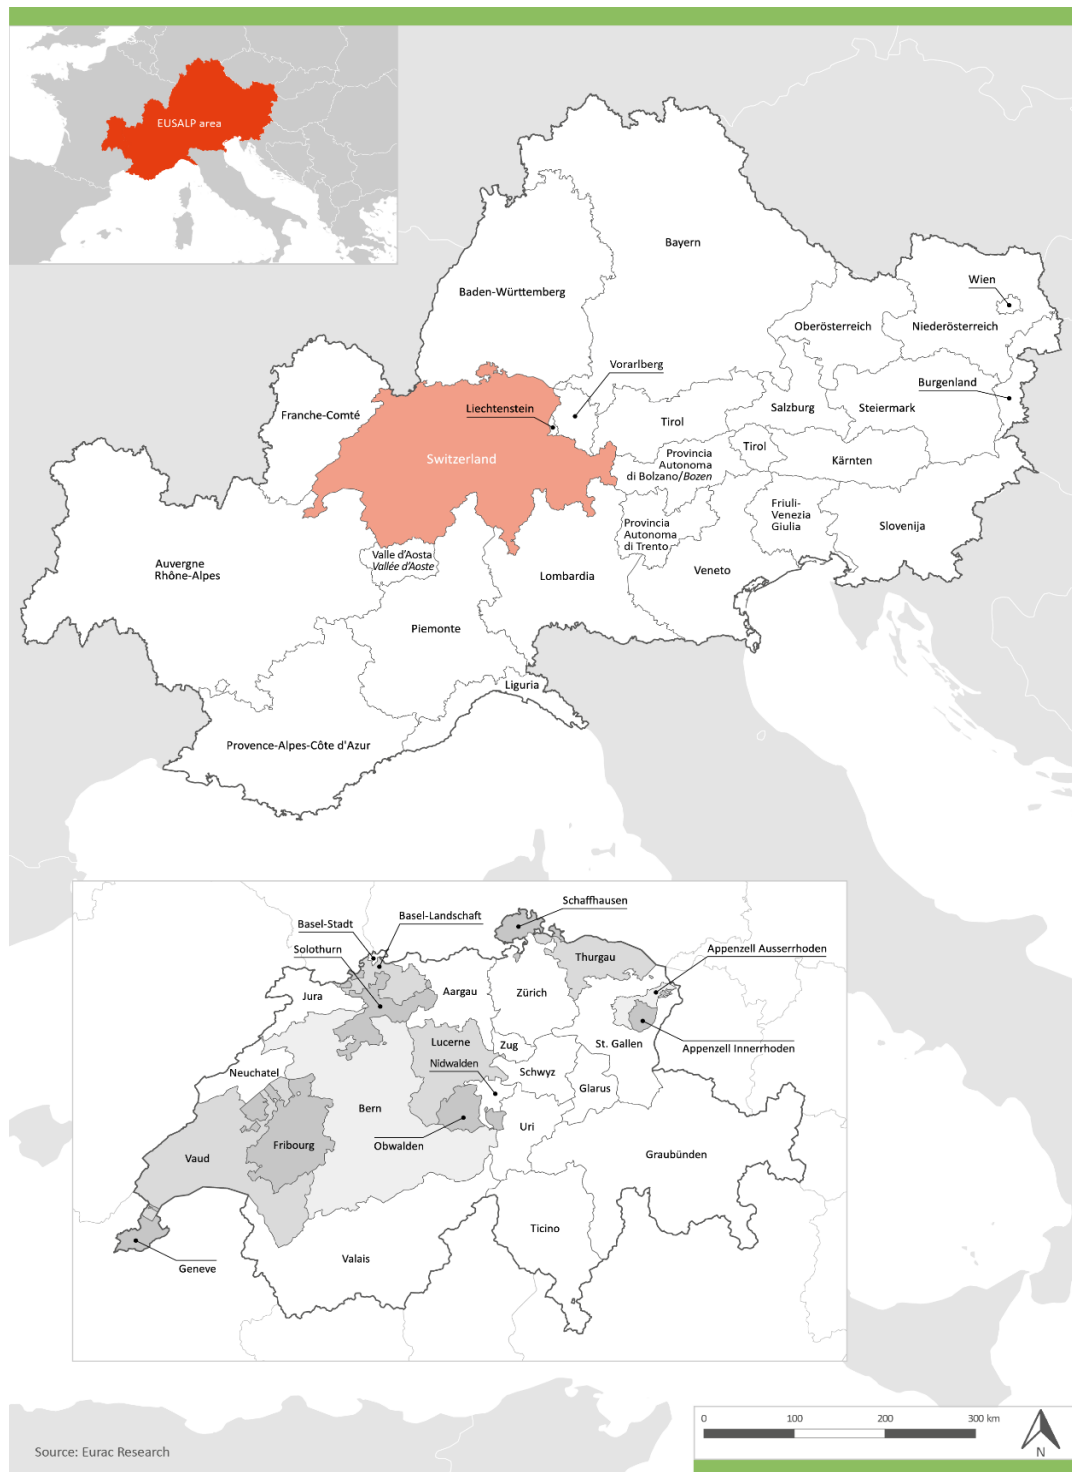 EUSALP area
Bayern
Baden-Württemberg
Wien
Oberösterreich
Niederösterreich
Vorarlberg
Burgenland
Liechtenstein
Franche-Comté
Tirol
Salzburg
Steiermark
Switzerland
Provincia
Autonoma
di Bolzano/Bozen
Tirol
Kärnten
Friuli-
Venezia
Giulia
Provincia
Autonoma
di Trento
Slovenija
Valle d'Aosta
Vallée d'Aoste
Auvergne
Rhône-Alpes
Lombardia
Veneto
Piemonte
Liguria
Provence-Alpes-Côte d'Azur
Schaffhausen
Basel-Landschaft
Basel-Stadt
Solothurn
Appenzell Ausserrhoden
Thurgau
Jura
Aargau
Zürich
Lucerne
Zug
St. Gallen
Appenzell Innerrhoden
Nidwalden
Neuchatel
Schwyz
Glarus
Bern
Uri
Fribourg
Obwalden
Vaud
Graubünden
Ticino
Valais
Geneve
0 100 200 300 km
N
Source: Eurac Research